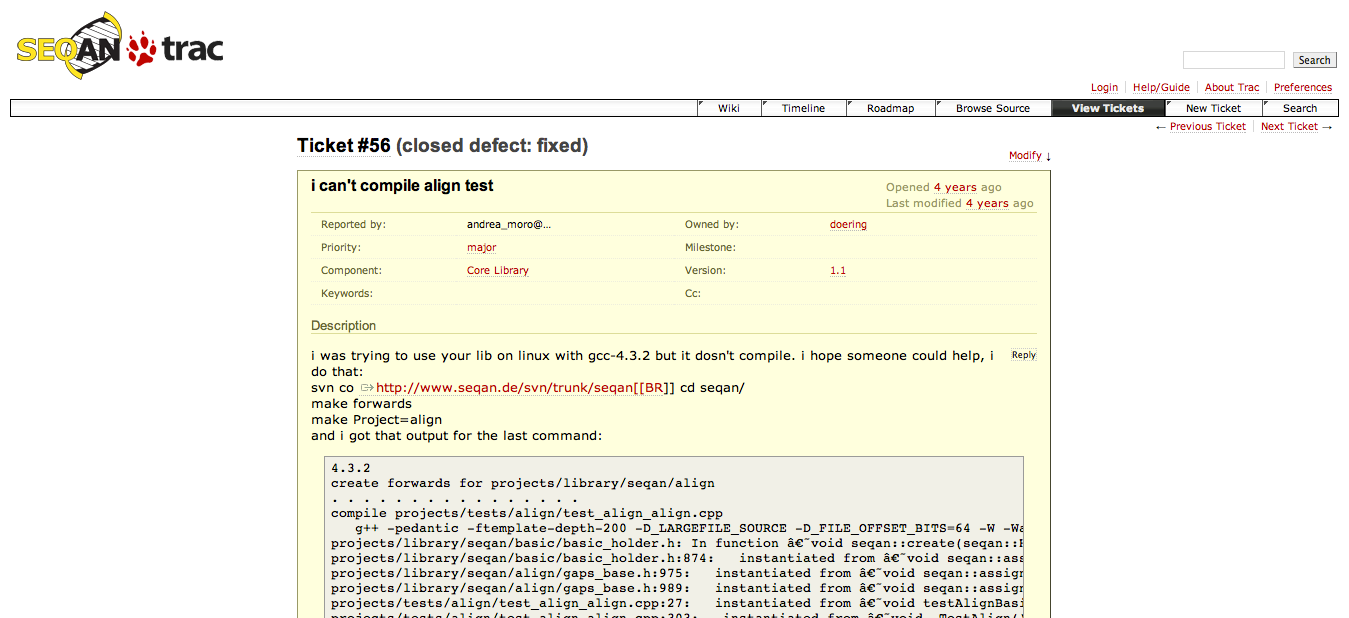 SEQAN trac
Search
Login Help/Guide About Trac Preferences
Wiki Timeline Roadmap Browse Source View Tickets New Ticket Search
← Previous Ticket Next Ticket →
Ticket #56 (closed defect: fixed)
Modify ↓
i can't compile align test
Opened 4 years ago
Last modified 4 years ago
Reported by: andrea_moro@... Owned by: doering
Priority: major Milestone:
Component: Core Library Version: 1.1
Keywords: Cc:
Description
Reply
i was trying to use your lib on linux with gcc-4.3.2 but it dosn't compile. i hope someone could help, i
do that:
svn co http://www.seqan.de/svn/trunk/seqan[[BR]] cd seqan/
make forwards
make Project=align
and i got that output for the last command:
4.3.2
create forwards for projects/library/seqan/align
. . . . . . . . . . . . . . . .
compile projects/tests/align/test_align_align.cpp
g++ -pedantic -ftemplate-depth-200 -D_LARGEFILE_SOURCE -D_FILE_OFFSET_BITS=64 -W -Wa
projects/library/seqan/basic/basic_holder.h: In function â€˜void seqan::create(seqan::H
projects/library/seqan/basic/basic_holder.h:874: instantiated from â€˜void seqan::ass
projects/library/seqan/align/gaps_base.h:975: instantiated from â€˜void seqan::assign
projects/library/seqan/align/gaps_base.h:989: instantiated from â€˜void seqan::assign
projects/tests/align/test_align_align.cpp:27: instantiated from â€˜void testAlignBasi